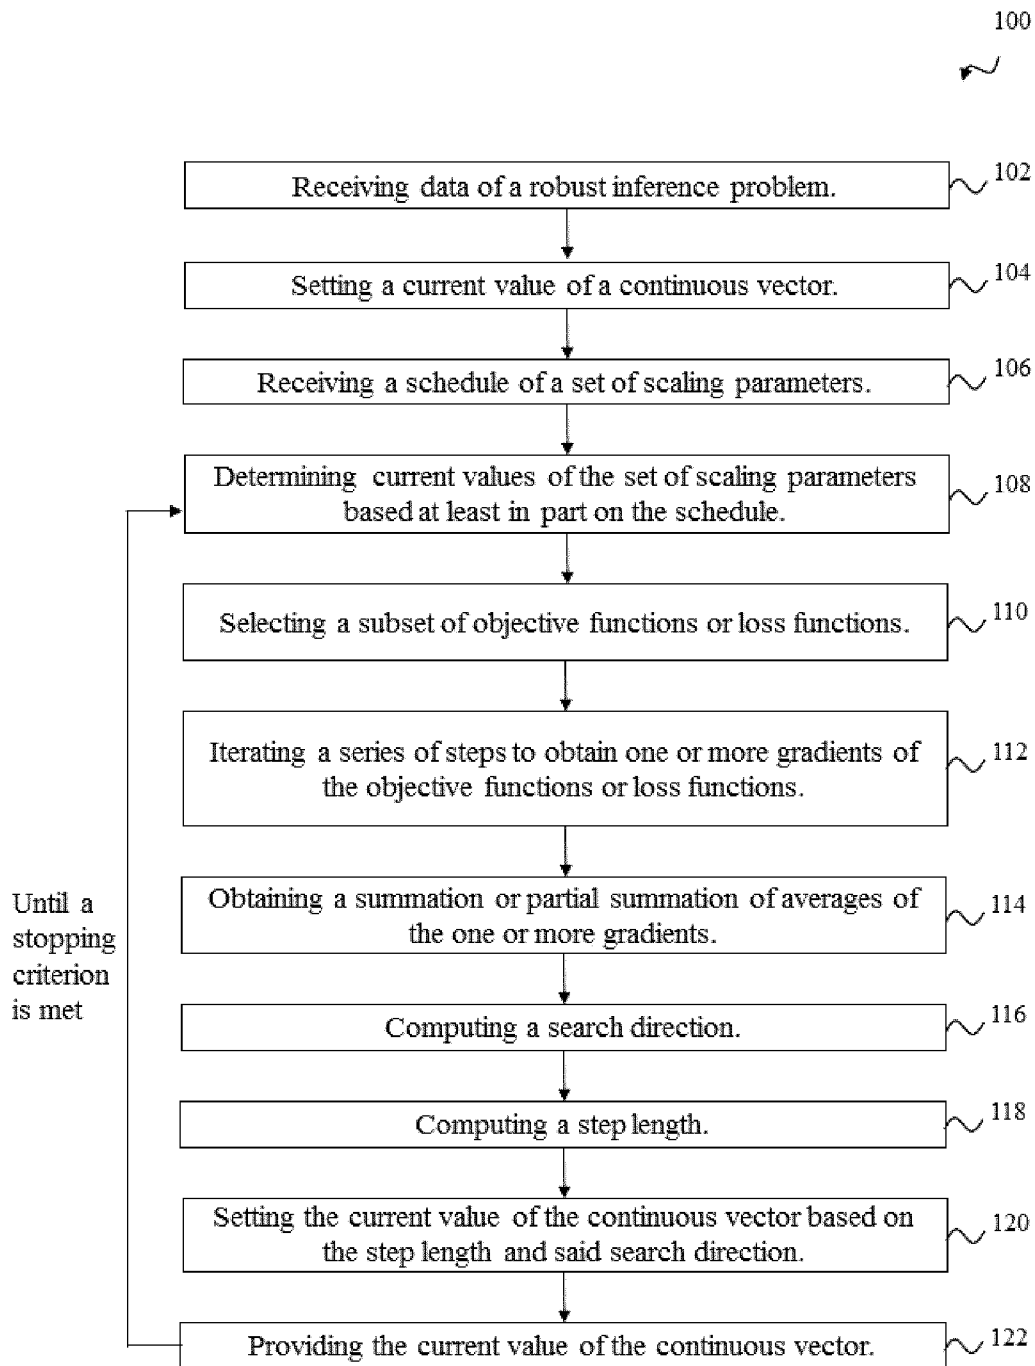 100
Receiving data of a robust inference problem.
102
Setting a current value of a continuous vector.
104
Receiving a schedule of a set of scaling parameters.
106
Determining current values of the set of scaling parameters
based at least in part on the schedule.
108
Selecting a subset of objective functions or loss functions.
110
Iterating a series of steps to obtain one or more gradients of
the objective functions or loss functions.
112
Obtaining a summation or partial summation of averages of
the one or more gradients.
114
Until a
stopping
criterion
is met
Computing a search direction.
116
Computing a step length.
118
Setting the current value of the continuous vector based on
the step length and said search direction.
120
Providing the current value of the continuous vector.
122